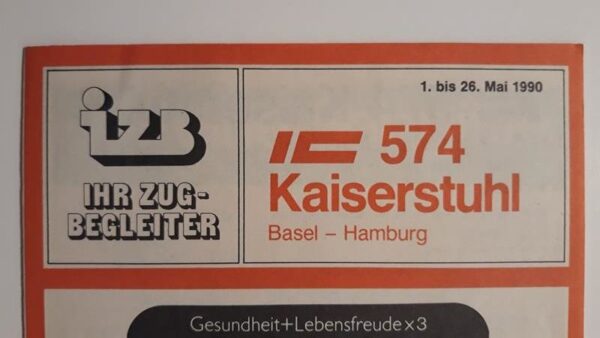 izb
IHR ZUG-
BEGLEITER
1. bis 26. Mai 1990
IC 574
Kaiserstuhl
Basel – Hamburg
Gesundheit+Lebensfreude x 3